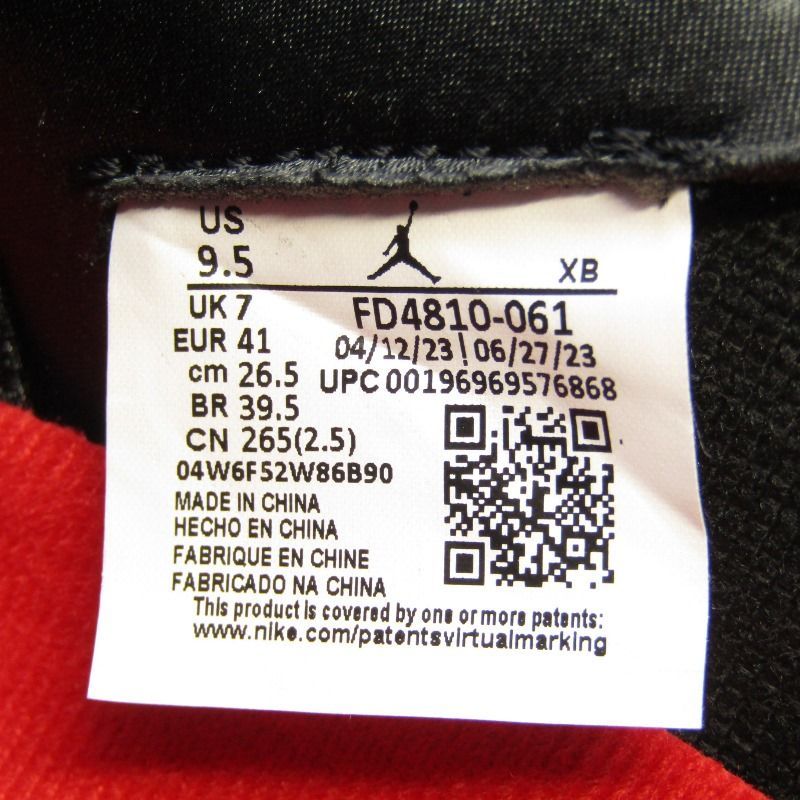 US
9.5
XB
UK 7
FD4810-061
EUR 41
04/12/23 | 06/27/23
cm 26.5
UPC 00196969576868
BR 39.5
CN 265(2.5)
04W6F52W86B90
MADE IN CHINA
HECHO EN CHINA
FABRIQUE EN CHINE
FABRICADO NA CHINA
This product is covered by one or more patents:
www.nike.com/patentsvirtualmarking